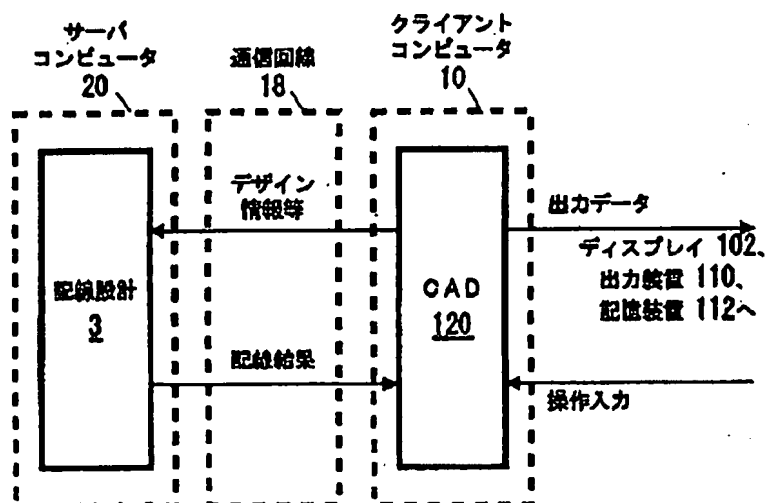 サーバ
コンピュータ
20
通信回線
18
クライアント
コンピュータ
10
デザイン
情報等
配線設計
3
配線結果
CAD
120
出力データ
ディスプレイ 102、
出力装置 110、
記憶装置 112へ
操作入力